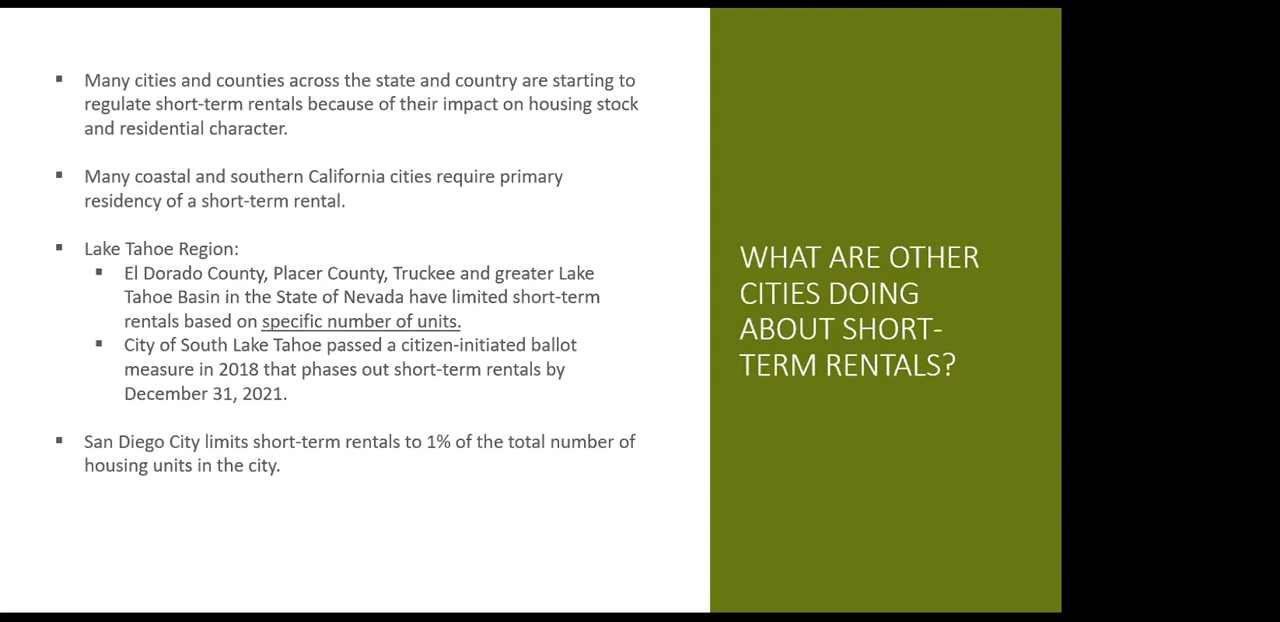 Many cities and counties across the state and country are starting to
regulate short-term rentals because of their impact on housing stock
and residential character.
Many coastal and southern California cities require primary
residency of a short-term rental.
Lake Tahoe Region:
El Dorado County, Placer County, Truckee and greater Lake
Tahoe Basin in the State of Nevada have limited short-term
rentals based on specific number of units.
City of South Lake Tahoe passed a citizen-initiated ballot
measure in 2018 that phases out short-term rentals by
December 31, 2021.
San Diego City limits short-term rentals to 1% of the total number of
housing units in the city.
WHAT ARE OTHER
CITIES DOING
ABOUT SHORT-
TERM RENTALS?